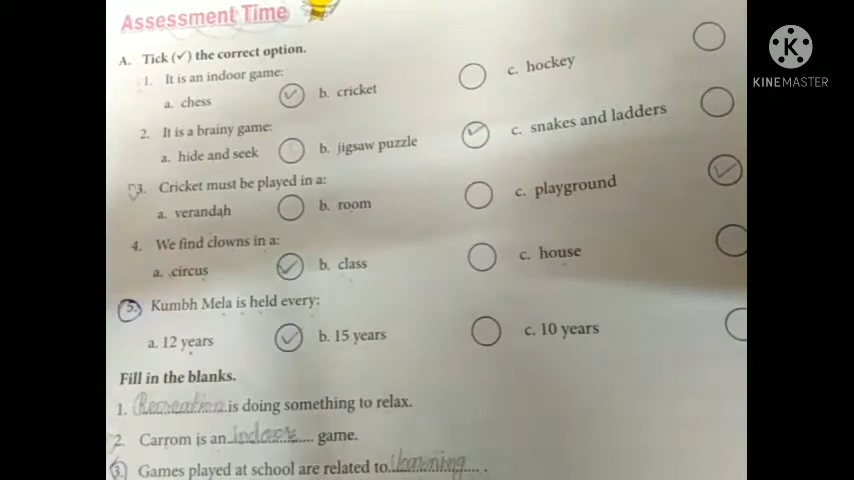 Assessment Time
KINEMASTER
A. Tick (✓) the correct option.
1. It is an indoor game:
a. chess b. cricket c. hockey
2. It is a brainy game:
a. hide and seek b. jigsaw puzzle c. snakes and ladders
3. Cricket must be played in a:
a. verandah b. room c. playground
4. We find clowns in a:
a. circus b. class c. house
5. Kumbh Mela is held every:
a. 12 years b. 15 years c. 10 years
Fill in the blanks.
1. Recreation is doing something to relax.
2. Carrom is an indoor game.
3. Games played at school are related to learning.